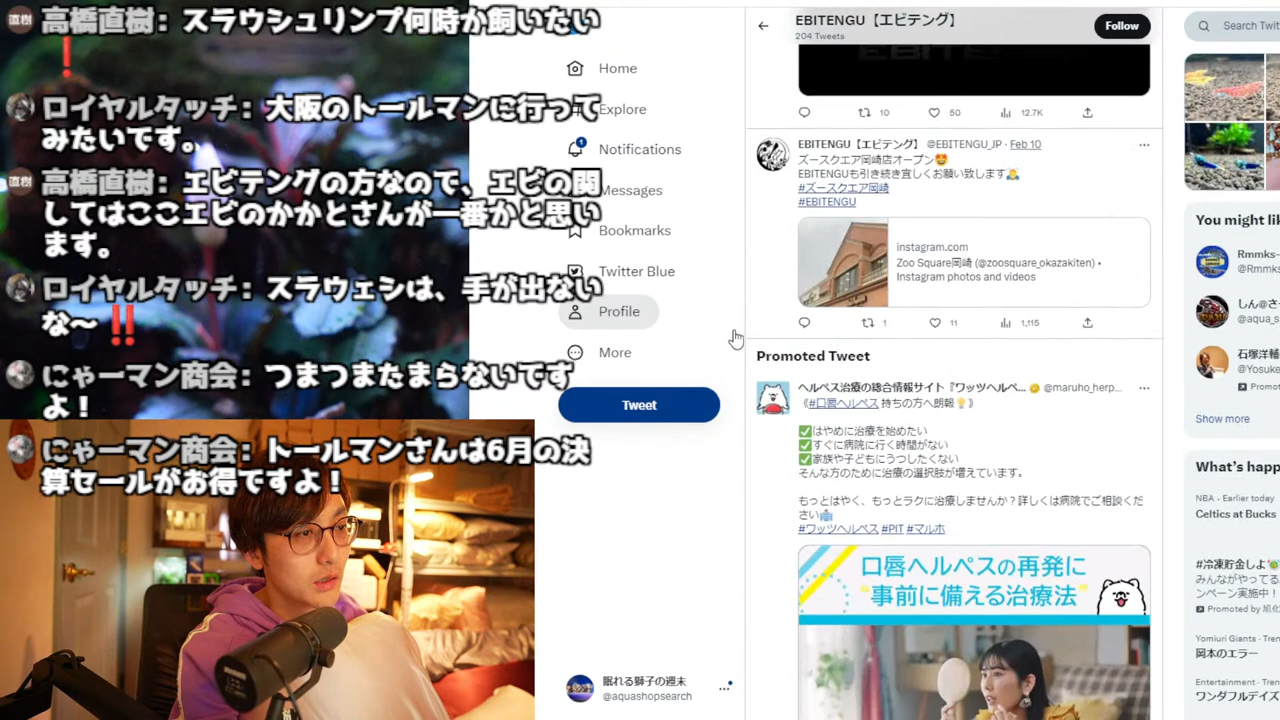 直樹 高橋直樹: スラウシュリンプ何時か飼いたい
❗
ロイヤルタッチ: 大阪のトールマンに行って
みたいです。
直樹 高橋直樹: エビテングの方なので、エビの関
してはここエビのかかとさんが一番かと思い
ます。
ロイヤルタッチ: スラウェシは、手が出ない
な〜‼️
にゃーマン商会: つまつまたまらないです
よ!
にゃーマン商会: トールマンさんは6月の決
算セールがお得ですよ!
Home
Explore
1
Notifications
Messages
Bookmarks
Twitter Blue
Profile
More
Tweet
眠れる獅子の週末
@aquashopsearch
EBITENGU【エビテング】
204 Tweets
Follow
10 50 12.7K
EBITENGU【エビテング】 @EBITENGU_JP · Feb 10
ズースクエア岡崎店オープン😍
EBITENGUも引き続き宜しくお願い致します🙇
#ズースクエア岡崎
#EBITENGU
instagram.com
Zoo Square岡崎 (@zoosquare_okazakiten) •
Instagram photos and videos
1 11 1,115
Promoted Tweet
ヘルペス治療の総合情報サイト『ワッツヘルペ... @maruho_herp...
《#口唇ヘルペス 持ちの方へ朗報💡》
✅はやめに治療を始めたい
✅すぐに病院に行く時間がない
✅家族や子どもにうつしたくない
そんな方のために治療の選択肢が増えています。
もっとはやく、もっとラクに治療しませんか？詳しくは病院でご相談くだ
さい🏥
#ワッツヘルペス #PIT #マルホ
口唇ヘルペスの再発に
"事前に備える治療法"
Search Twitt
You might lik
Rmmks-
@Rmmk
しん@さ
@aqua_s
石塚洋輔
@Yosuke
Promot
Show more
What's happ
NBA · Earlier today
Celtics at Bucks
#冷凍貯金しよ
みんながやってる
ンペーン実施中！
Promoted by 旭化
Yomiuri Giants · Tren
岡本のエラー
Entertainment · Tren
ワンダフルデイズ